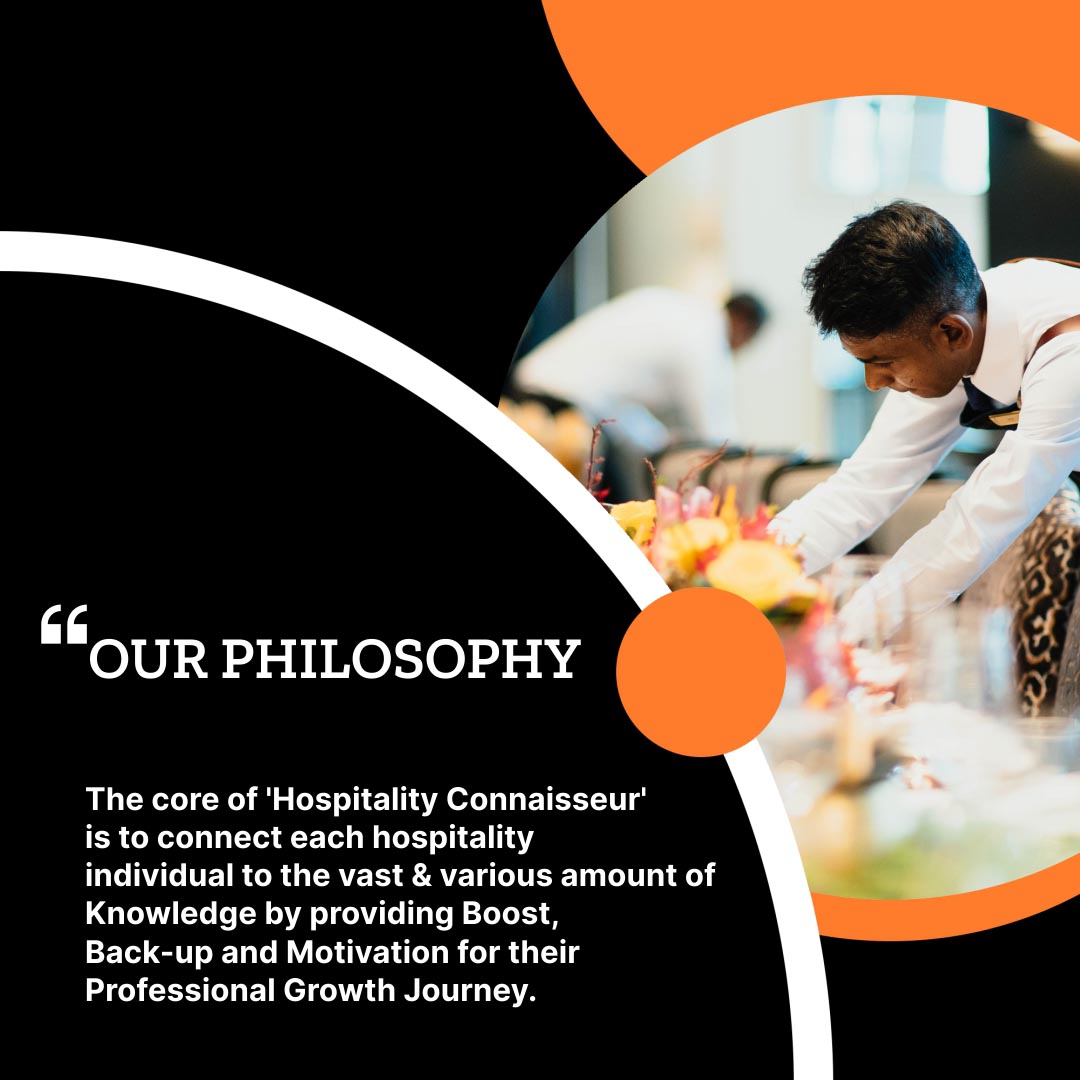 “OUR PHILOSOPHY
The core of 'Hospitality Connaisseur'
is to connect each hospitality
individual to the vast & various amount of
Knowledge by providing Boost,
Back-up and Motivation for their
Professional Growth Journey.